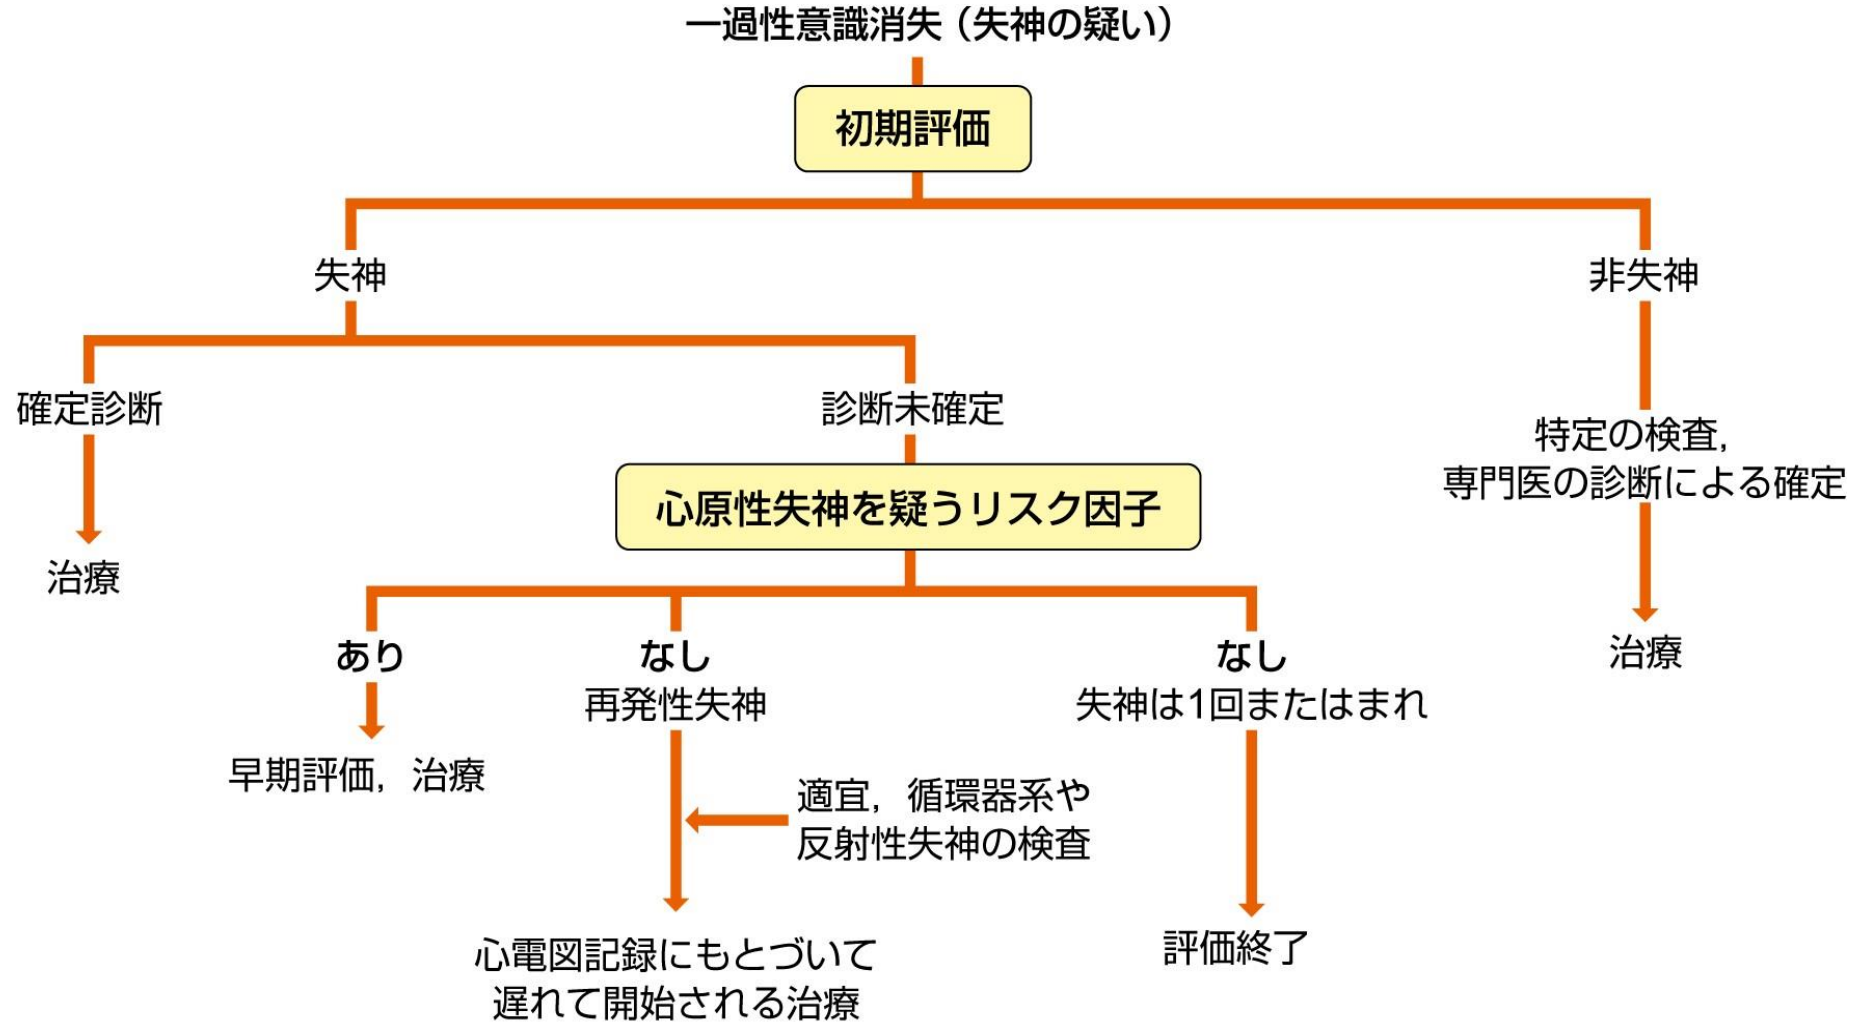 一過性意識消失（失神の疑い）
初期評価
失神
非失神
確定診断
診断未確定
特定の検査，
専門医の診断による確定
心原性失神を疑うリスク因子
治療
あり
なし
再発性失神
なし
失神は1回またはまれ
治療
早期評価，治療
適宜，循環器系や
反射性失神の検査
心電図記録にもとづいて
遅れて開始される治療
評価終了